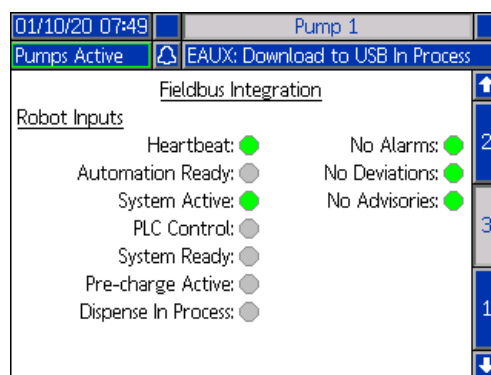 01/10/20 07:49 Pump 1
Pumps Active EAUX: Download to USB In Process
Fieldbus Integration
Robot Inputs
Heartbeat: No Alarms:
Automation Ready: No Deviations:
System Active: No Advisories:
PLC Control:
System Ready:
Pre-charge Active:
Dispense In Process:
2
3
1